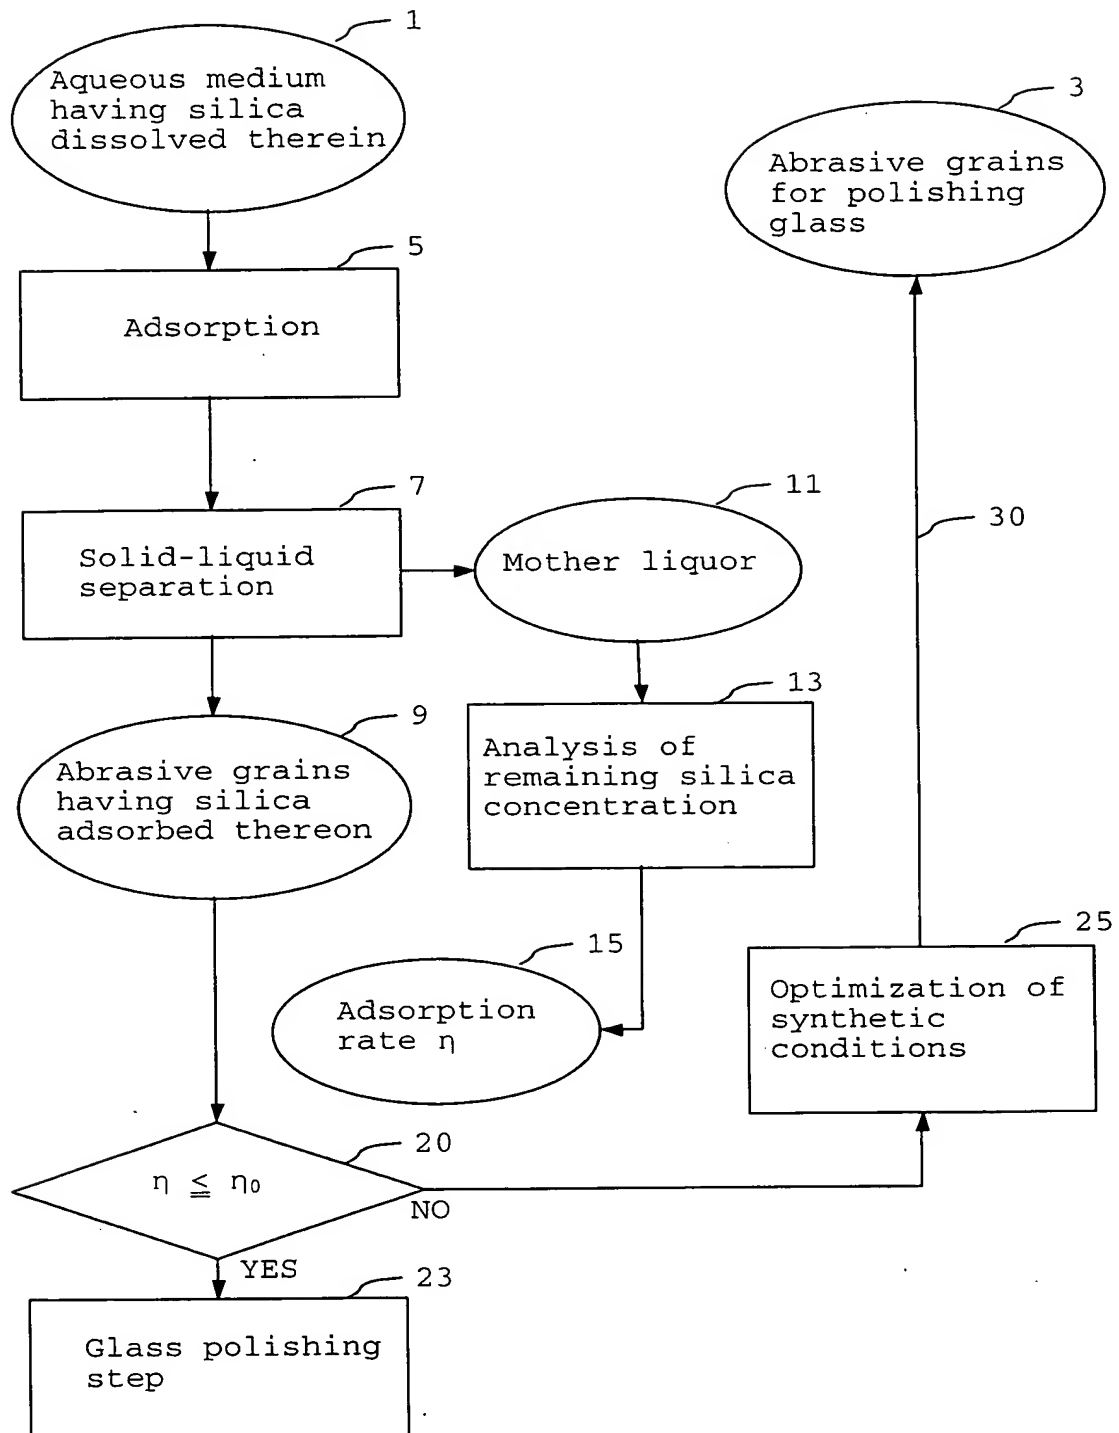 1
Aqueous medium
having silica
dissolved therein
3
Abrasive grains
for polishing
glass
5
Adsorption
7
Solid-liquid
separation
11
Mother liquor
30
9
Abrasive grains
having silica
adsorbed thereon
13
Analysis of
remaining silica
concentration
15
Adsorption
rate η
25
Optimization of
synthetic
conditions
20
η ≦ η₀
NO
YES
23
Glass polishing
step